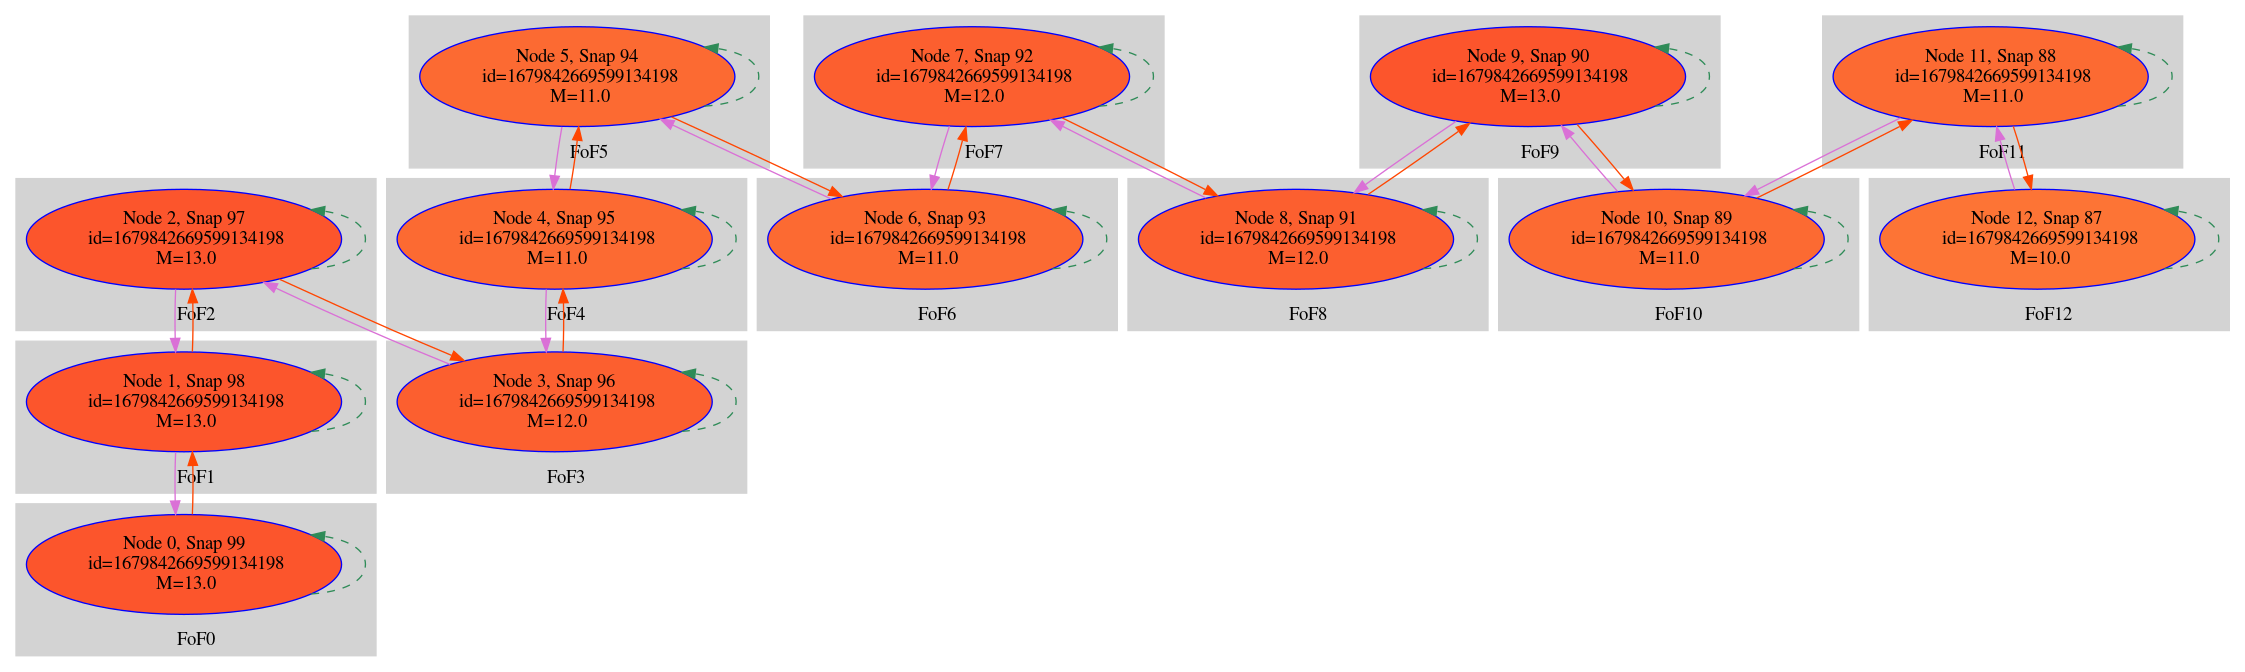 Node 5, Snap 94
id=1679842669599134198
M=11.0
FoF5
Node 7, Snap 92
id=1679842669599134198
M=12.0
FoF7
Node 9, Snap 90
id=1679842669599134198
M=13.0
FoF9
Node 11, Snap 88
id=1679842669599134198
M=11.0
FoF11
Node 2, Snap 97
id=1679842669599134198
M=13.0
FoF2
Node 4, Snap 95
id=1679842669599134198
M=11.0
FoF4
Node 6, Snap 93
id=1679842669599134198
M=11.0
FoF6
Node 8, Snap 91
id=1679842669599134198
M=12.0
FoF8
Node 10, Snap 89
id=1679842669599134198
M=11.0
FoF10
Node 12, Snap 87
id=1679842669599134198
M=10.0
FoF12
Node 1, Snap 98
id=1679842669599134198
M=13.0
FoF1
Node 3, Snap 96
id=1679842669599134198
M=12.0
FoF3
Node 0, Snap 99
id=1679842669599134198
M=13.0
FoF0